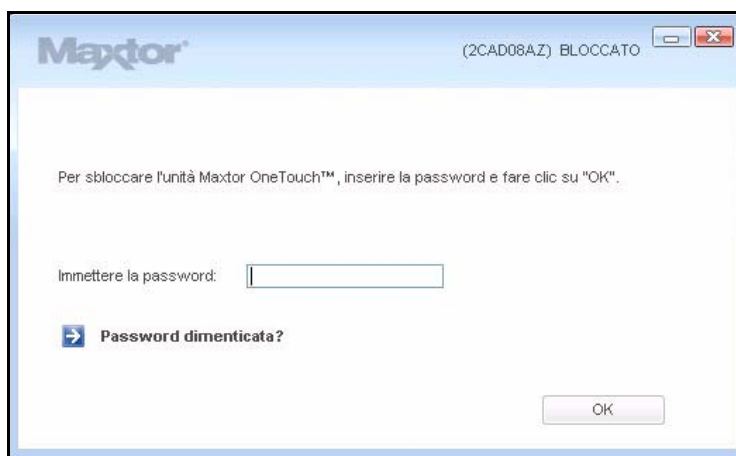 Maxtor
(2CAD08AZ) BLOCCATO
Per sbloccare l'unità Maxtor OneTouch™, inserire la password e fare clic su "OK".
Immettere la password:
Password dimenticata?
OK